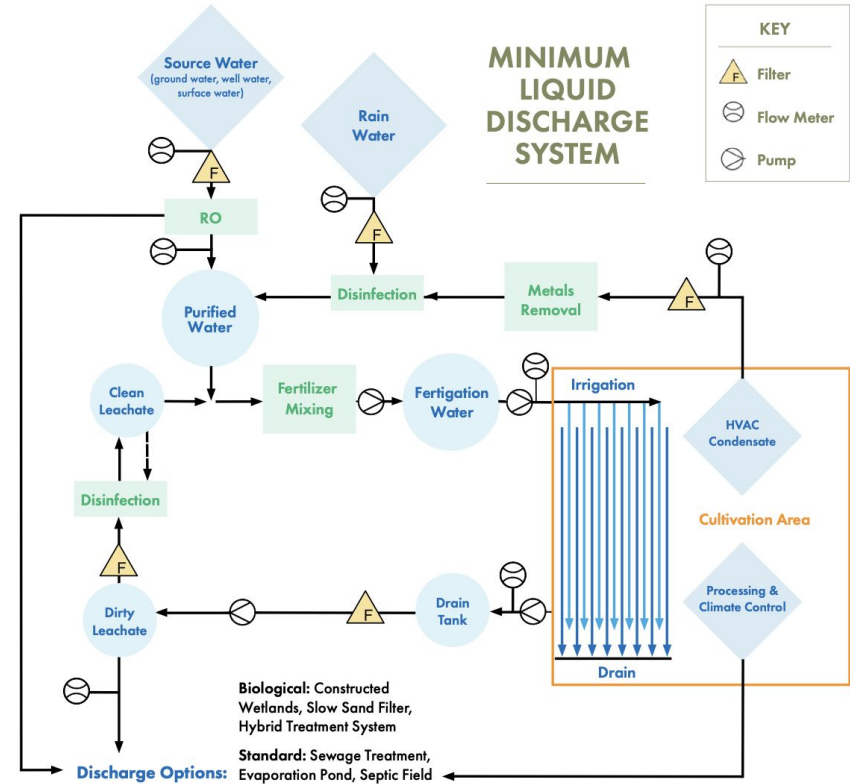 Source Water
(ground water, well water,
surface water)
Rain
Water
MINIMUM
LIQUID
DISCHARGE
SYSTEM
KEY
F
Filter
Flow Meter
Pump
F
RO
F
Disinfection
Metals
Removal
F
Purified
Water
Clean
Leachate
Fertilizer
Mixing
Fertigation
Water
Irrigation
HVAC
Condensate
Disinfection
Cultivation Area
F
Dirty
Leachate
F
Drain
Tank
Processing &
Climate Control
Drain
Biological: Constructed
Wetlands, Slow Sand Filter,
Hybrid Treatment System
Discharge Options:
Standard: Sewage Treatment,
Evaporation Pond, Septic Field